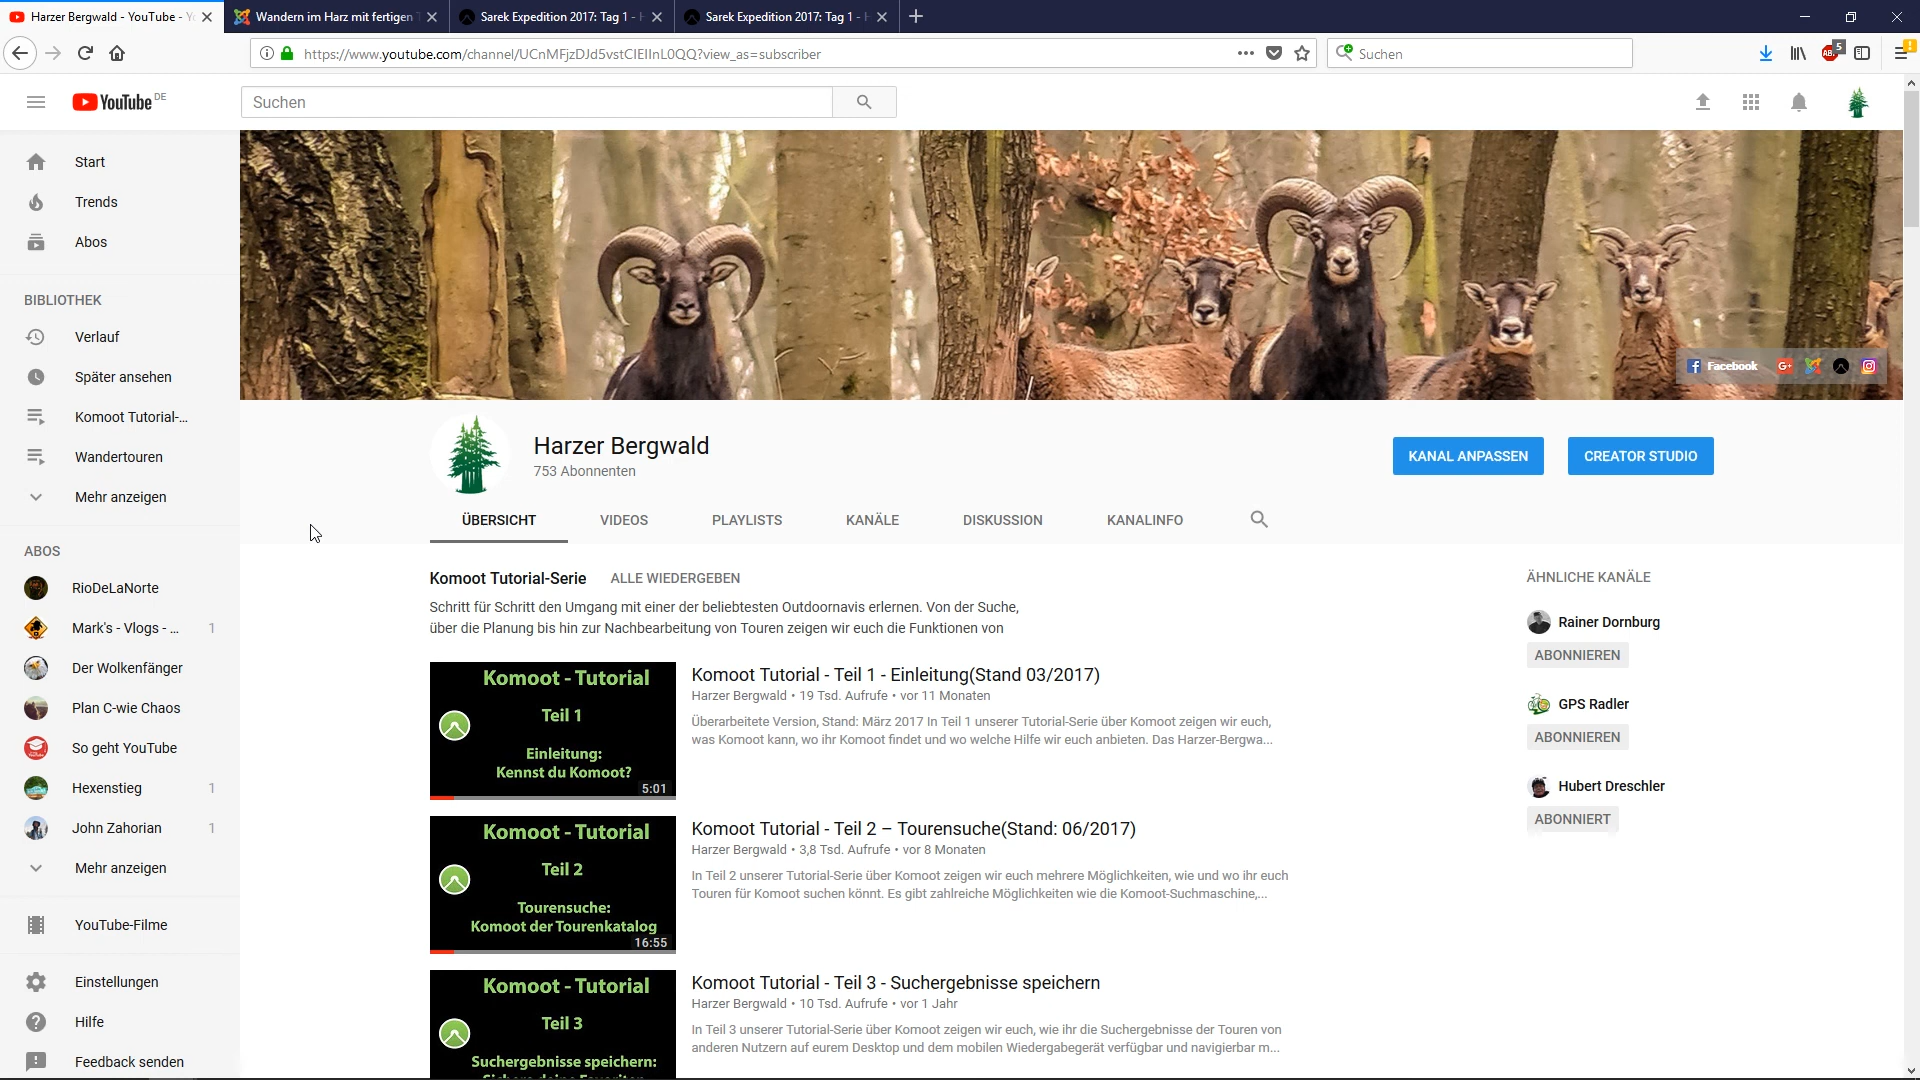 Harzer Bergwald - YouTube - Y
Wandern im Harz mit fertigen T
Sarek Expedition 2017: Tag 1 - H
Sarek Expedition 2017: Tag 1 - H
https://www.youtube.com/channel/UCnMFjzDJd5vstCIEIInL0QQ?view_as=subscriber
Suchen
ABP
5
YouTube DE
Suchen
Start
Trends
Abos
BIBLIOTHEK
Verlauf
Später ansehen
Komoot Tutorial-...
Wandertouren
Mehr anzeigen
ABOS
RioDeLaNorte
Mark's - Vlogs - ... 1
Der Wolkenfänger
Plan C-wie Chaos
So geht YouTube
Hexenstieg 1
John Zahorian 1
Mehr anzeigen
YouTube-Filme
Einstellungen
Hilfe
Feedback senden
Facebook
G+
Harzer Bergwald
753 Abonnenten
KANAL ANPASSEN
CREATOR STUDIO
ÜBERSICHT
VIDEOS
PLAYLISTS
KANÄLE
DISKUSSION
KANALINFO
Komoot Tutorial-Serie ALLE WIEDERGEBEN
Schritt für Schritt den Umgang mit einer der beliebtesten Outdoornavis erlernen. Von der Suche,
über die Planung bis hin zur Nachbearbeitung von Touren zeigen wir euch die Funktionen von
Komoot - Tutorial
Teil 1
Einleitung:
Kennst du Komoot?
5:01
Komoot Tutorial - Teil 1 - Einleitung(Stand 03/2017)
Harzer Bergwald • 19 Tsd. Aufrufe • vor 11 Monaten
Überarbeitete Version, Stand: März 2017 In Teil 1 unserer Tutorial-Serie über Komoot zeigen wir euch,
was Komoot kann, wo ihr Komoot findet und wo welche Hilfe wir euch anbieten. Das Harzer-Bergwa...
Komoot - Tutorial
Teil 2
Tourensuche:
Komoot der Tourenkatalog
16:55
Komoot Tutorial - Teil 2 – Tourensuche(Stand: 06/2017)
Harzer Bergwald • 3,8 Tsd. Aufrufe • vor 8 Monaten
In Teil 2 unserer Tutorial-Serie über Komoot zeigen wir euch mehrere Möglichkeiten, wie und wo ihr euch
Touren für Komoot suchen könnt. Es gibt zahlreiche Möglichkeiten wie die Komoot-Suchmaschine,...
Komoot - Tutorial
Teil 3
Suchergebnisse speichern:
Komoot Tutorial - Teil 3 - Suchergebnisse speichern
Harzer Bergwald • 10 Tsd. Aufrufe • vor 1 Jahr
In Teil 3 unserer Tutorial-Serie über Komoot zeigen wir euch, wie ihr die Suchergebnisse der Touren von
anderen Nutzern auf eurem Desktop und dem mobilen Wiedergabegerät verfügbar und navigierbar m...
ÄHNLICHE KANÄLE
Rainer Dornburg
ABONNIEREN
GPS Radler
ABONNIEREN
Hubert Dreschler
ABONNIERT